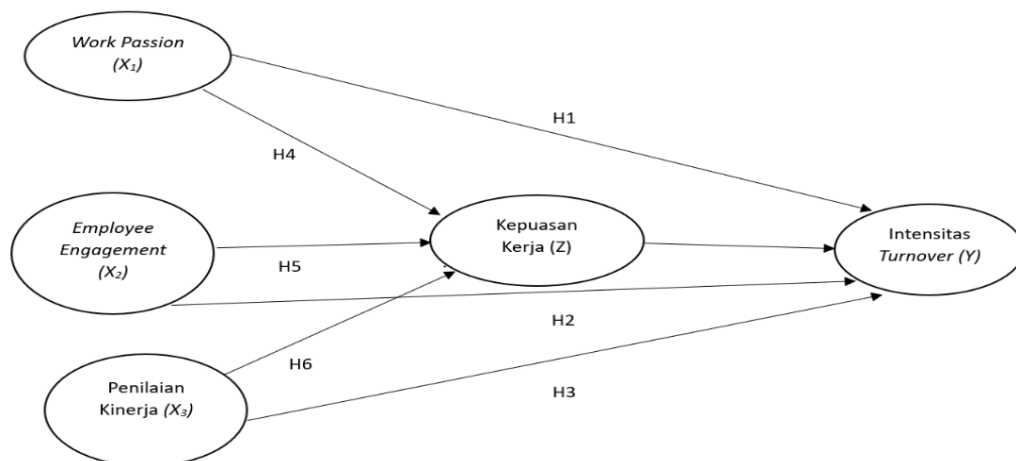 Work Passion
(X₁)
H1
H4
Employee
Engagement
(X₂)
Kepuasan
Kerja (Z)
Intensitas
Turnover (Y)
H5
H2
H6
Penilaian
Kinerja (X₃)
H3